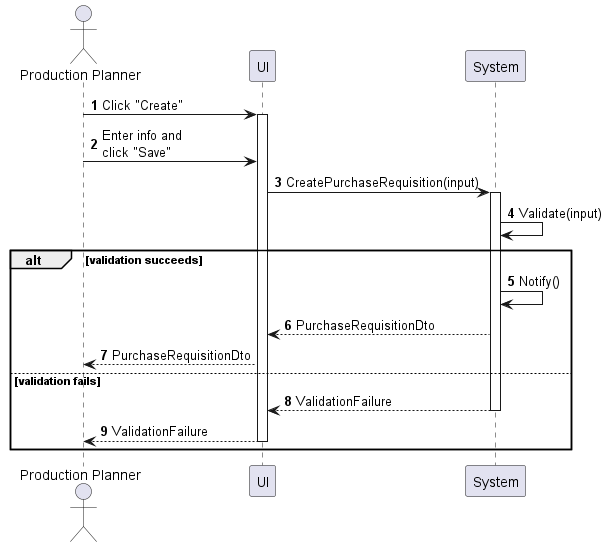 Production Planner
UI
System
1 Click "Create"
2 Enter info and
click "Save"
3 CreatePurchaseRequisition(input)
4 Validate(input)
alt [validation succeeds]
5 Notify()
6 PurchaseRequisitionDto
7 PurchaseRequisitionDto
[validation fails]
8 ValidationFailure
9 ValidationFailure
Production Planner
UI
System